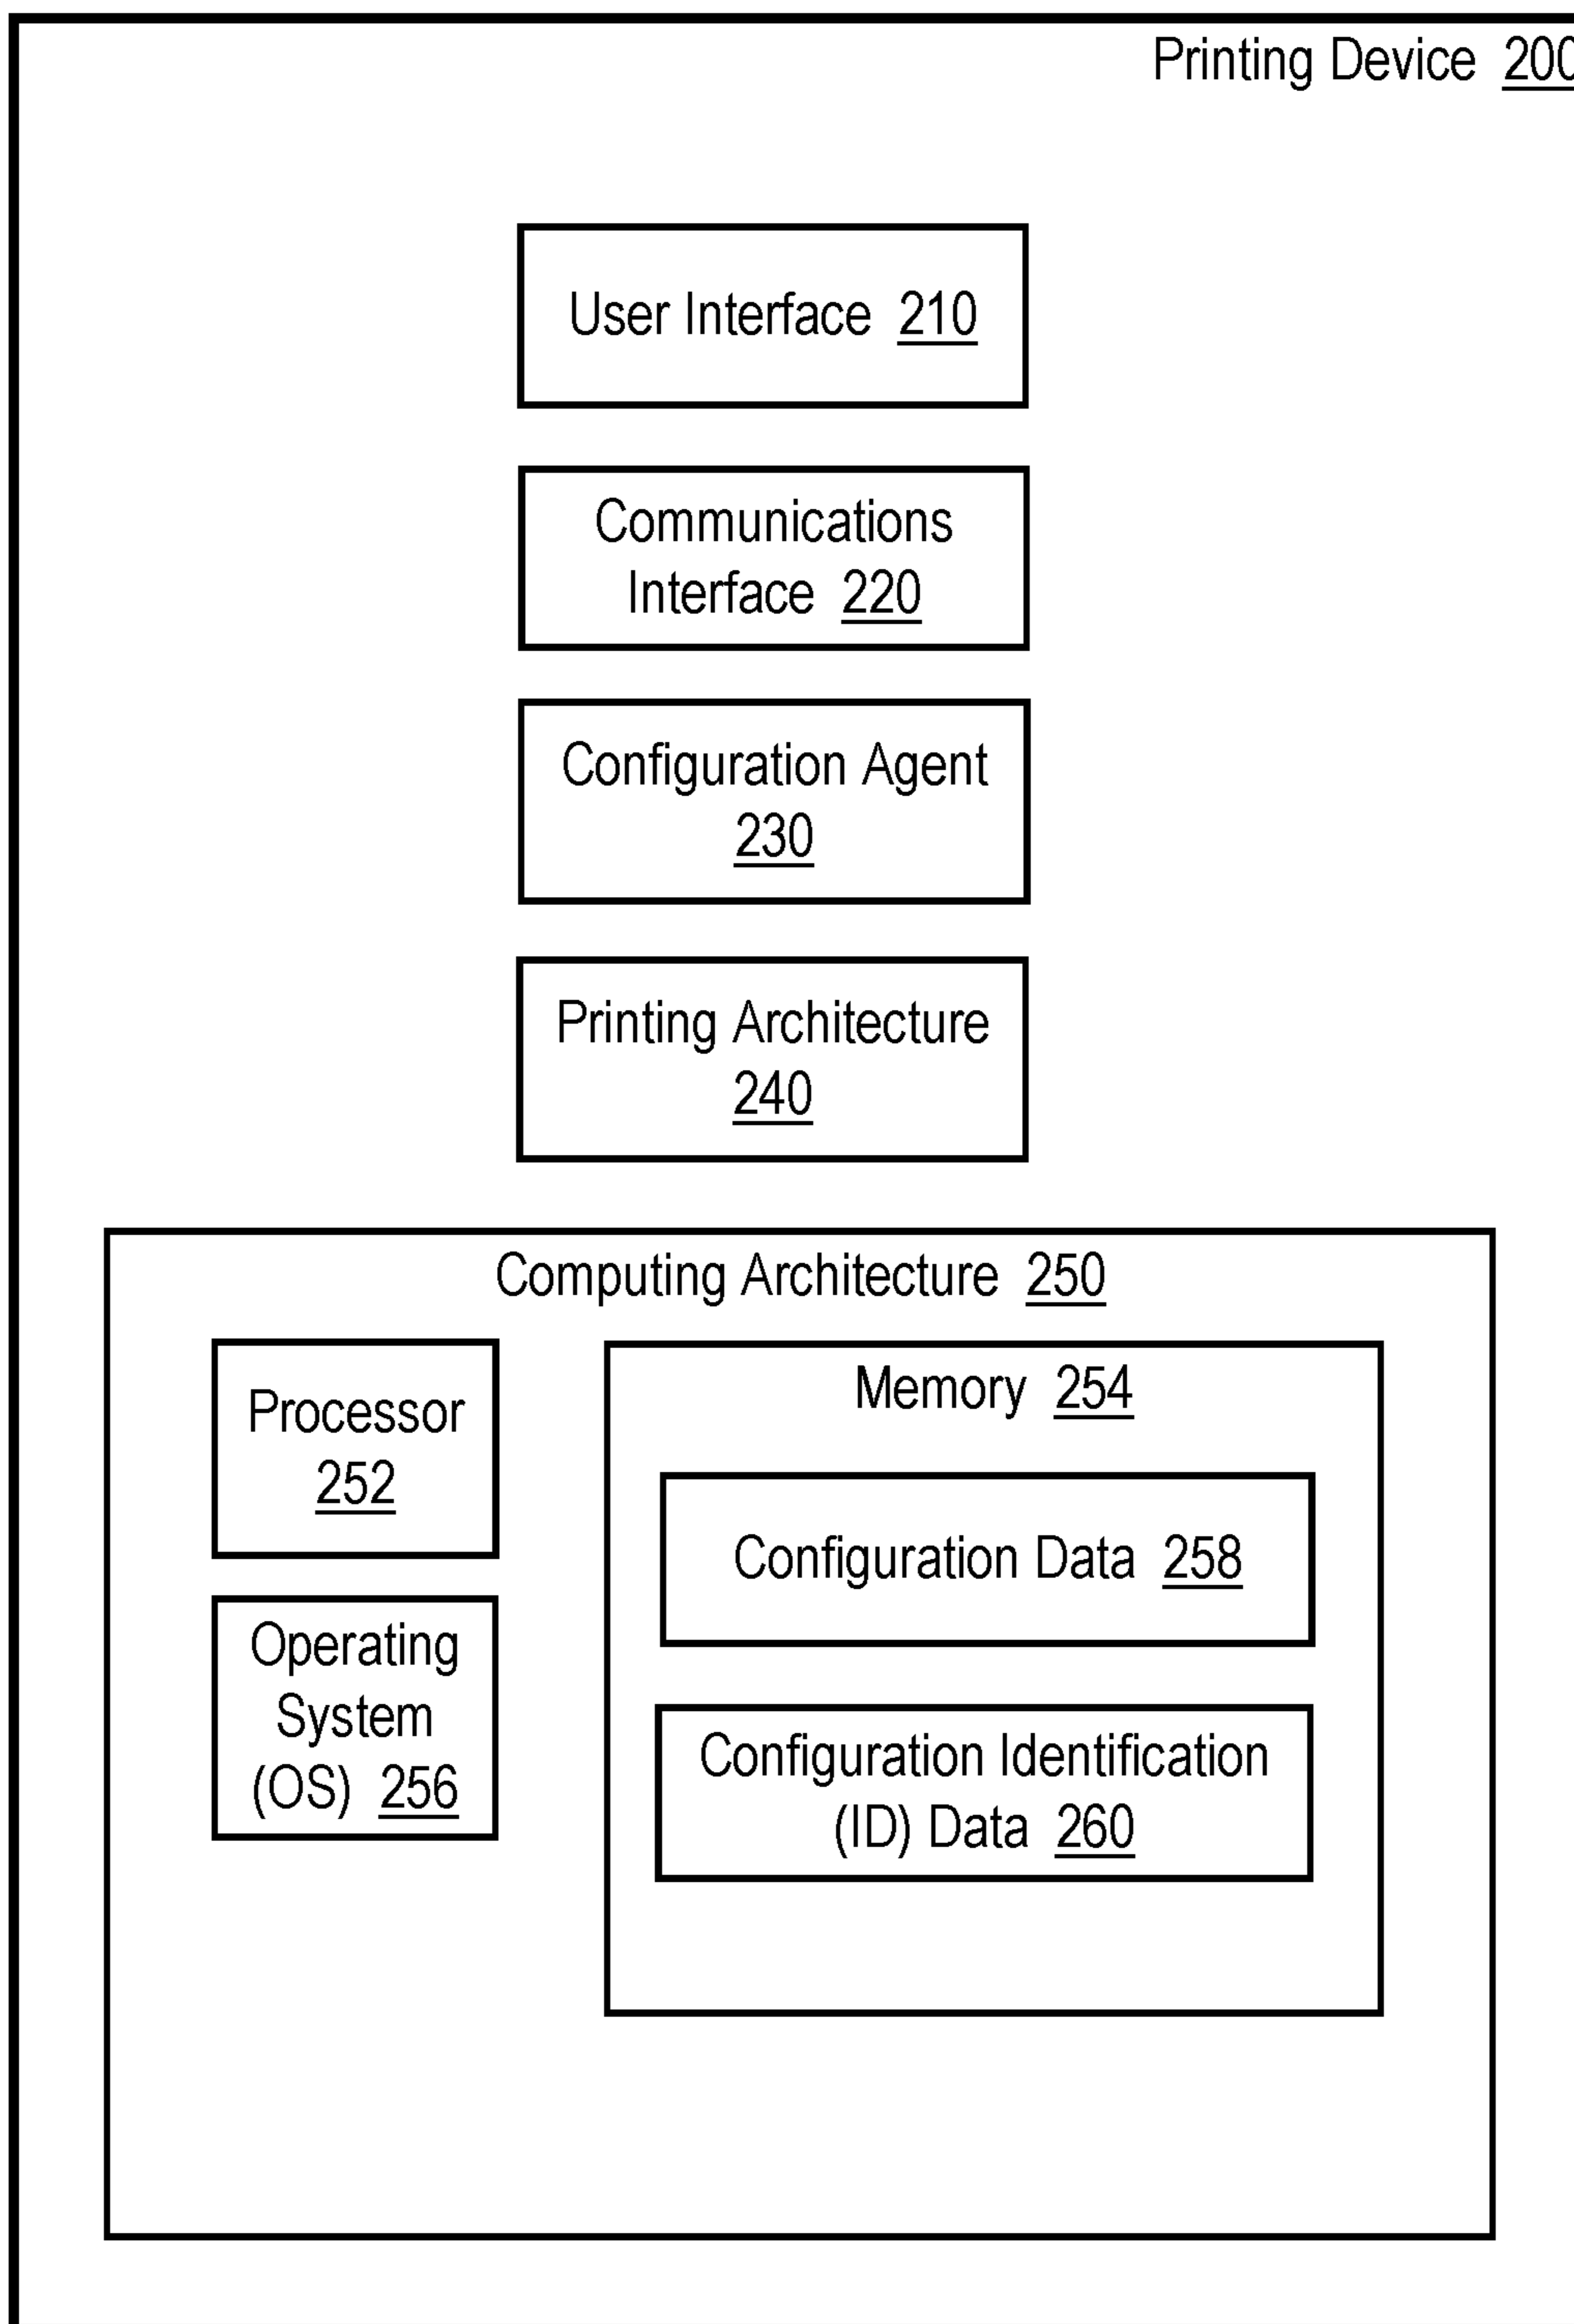 Printing Device 200
User Interface 210
Communications
Interface 220
Configuration Agent
230
Printing Architecture
240
Computing Architecture 250
Processor
252
Memory 254
Configuration Data 258
Operating
System
(OS) 256
Configuration Identification
(ID) Data 260